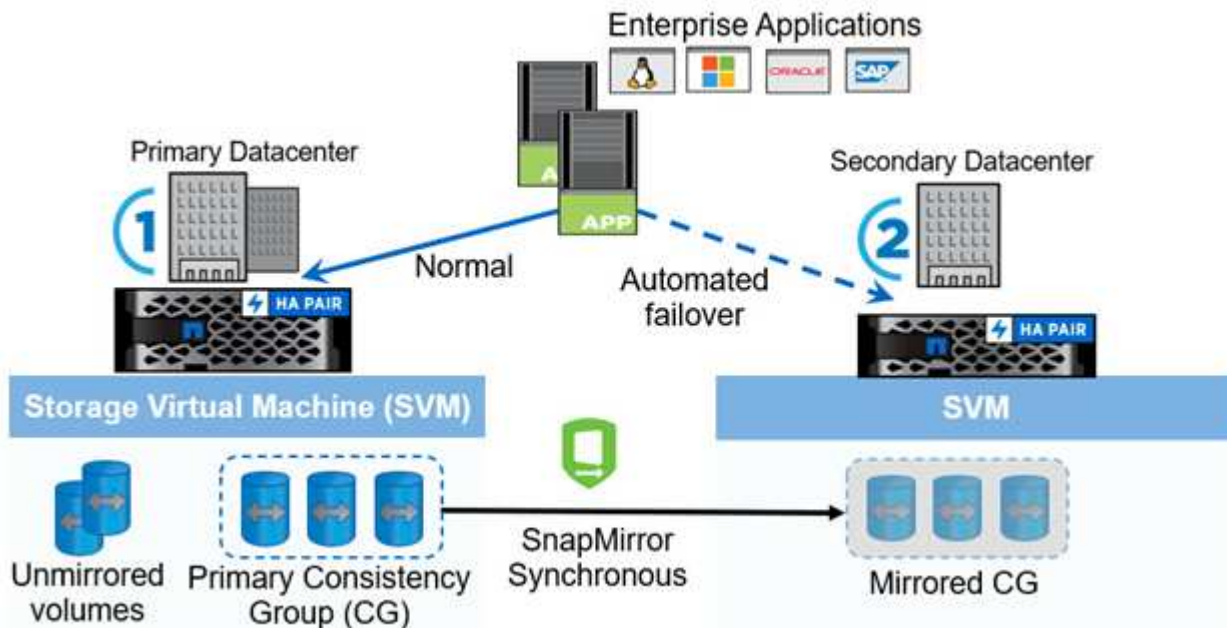 Enterprise Applications
ORACLE
SAP
Primary Datacenter
Secondary Datacenter
1
2
APP
Normal
Automated
failover
HA PAIR
HA PAIR
Storage Virtual Machine (SVM)
SVM
SnapMirror
Synchronous
Unmirrored
volumes
Primary Consistency
Group (CG)
Mirrored CG